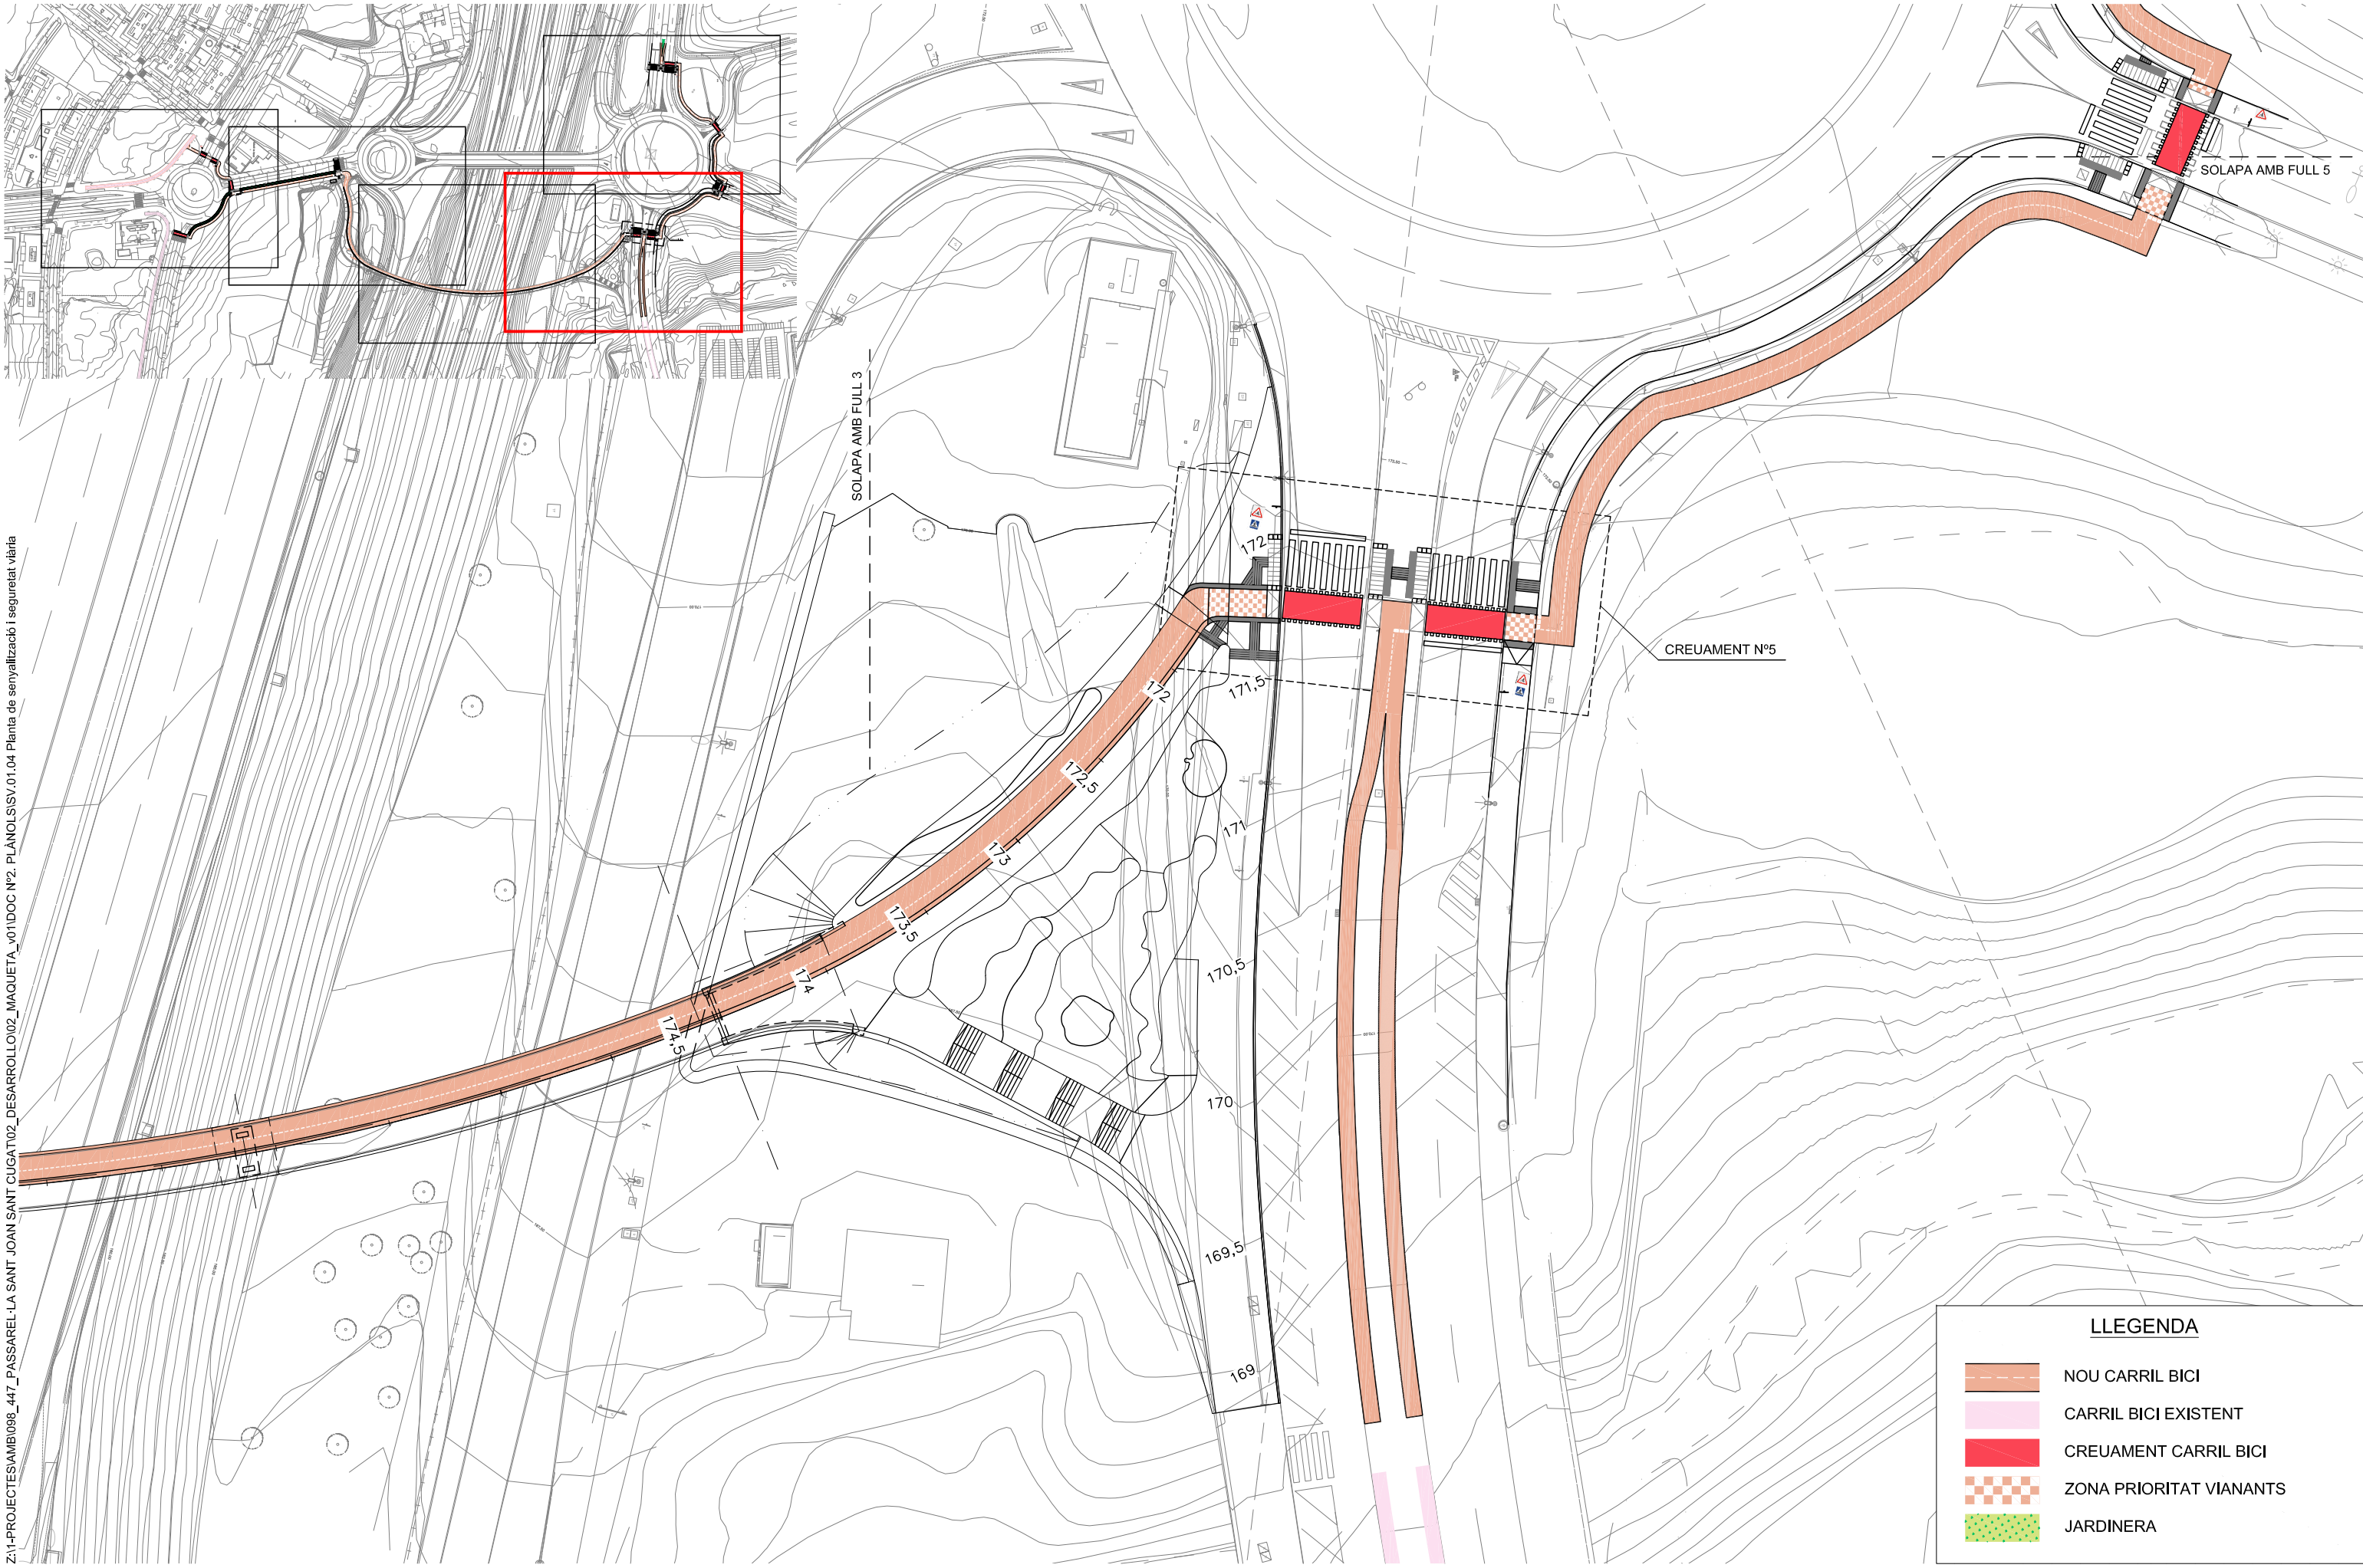 SOLAPA AMB FULL 5
SOLAPA AMB FULL 3
172
CREUAMENT Nº5
172
171,5
172,5
171
173
173,5
170,5
174
174,5
170
169,5
169
Z:\1-PROJECTES\AMB\098_447_PASSAREL·LA SANT JOAN SANT CUGAT\02_DESARROLLO\02_MAQUETA_v01\DOC Nº2. PLÀNOLS\SV.01.04 Planta de senyalització i seguretat viària
LLEGENDA
NOU CARRIL BICI
CARRIL BICI EXISTENT
CREUAMENT CARRIL BICI
ZONA PRIORITAT VIANANTS
JARDINERA